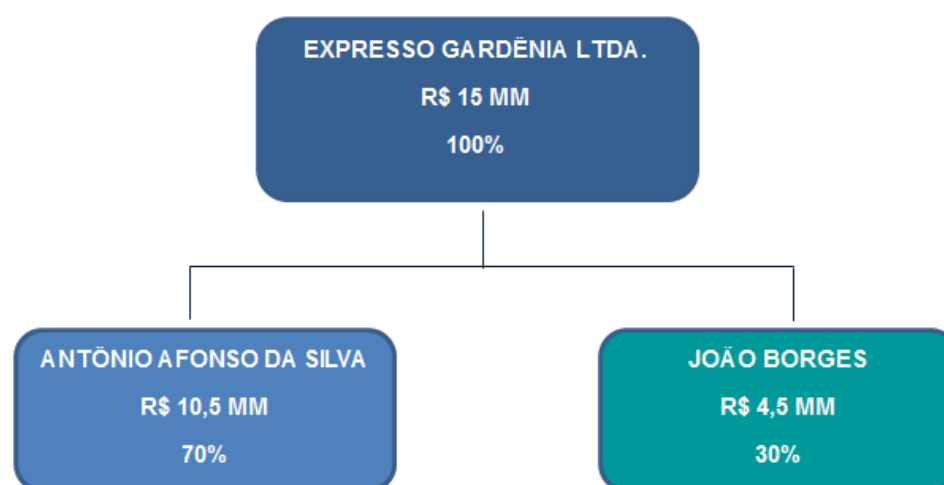 EXPRESSO GARDÊNIA LTDA.
R$ 15 MM
100%
ANTÔNIO AFONSO DA SILVA
R$ 10,5 MM
70%
JOÃO BORGES
R$ 4,5 MM
30%